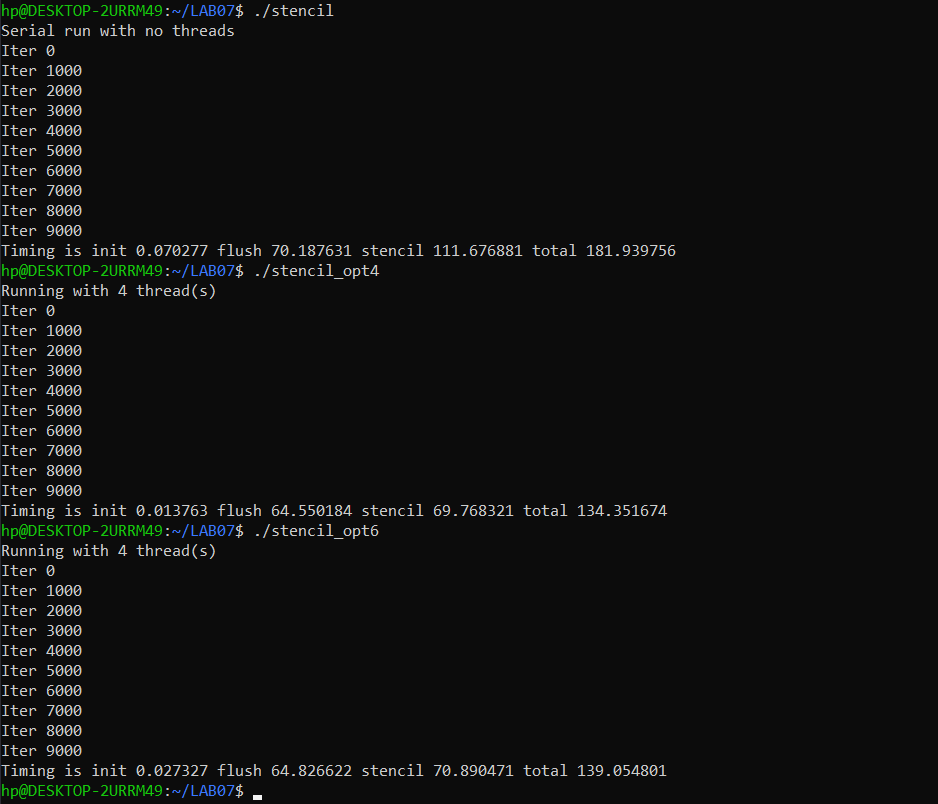 hp@DESKTOP-2URRM49:~/LAB07$ ./stencil
Serial run with no threads
Iter 0
Iter 1000
Iter 2000
Iter 3000
Iter 4000
Iter 5000
Iter 6000
Iter 7000
Iter 8000
Iter 9000
Timing is init 0.070277 flush 70.187631 stencil 111.676881 total 181.939756
hp@DESKTOP-2URRM49:~/LAB07$ ./stencil_opt4
Running with 4 thread(s)
Iter 0
Iter 1000
Iter 2000
Iter 3000
Iter 4000
Iter 5000
Iter 6000
Iter 7000
Iter 8000
Iter 9000
Timing is init 0.013763 flush 64.550184 stencil 69.768321 total 134.351674
hp@DESKTOP-2URRM49:~/LAB07$ ./stencil_opt6
Running with 4 thread(s)
Iter 0
Iter 1000
Iter 2000
Iter 3000
Iter 4000
Iter 5000
Iter 6000
Iter 7000
Iter 8000
Iter 9000
Timing is init 0.027327 flush 64.826622 stencil 70.890471 total 139.054801
hp@DESKTOP-2URRM49:~/LAB07$